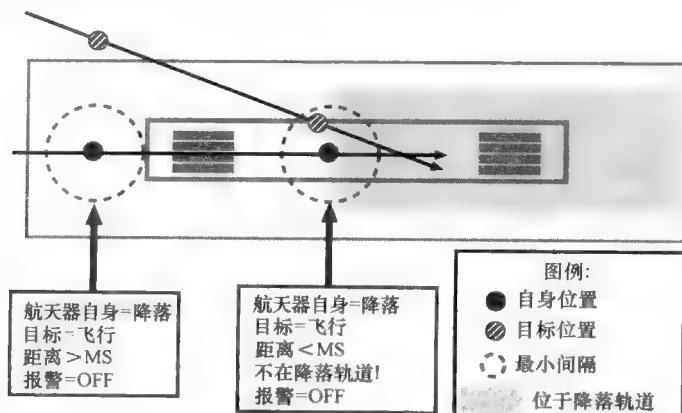 航天器自身=降落
目标=飞行
距离>MS
报警=OFF
航天器自身=降落
目标=飞行
距离<MS
不在降落轨道!
报警=OFF
图例:
自身位置
目标位置
最小间隔
位于降落轨道